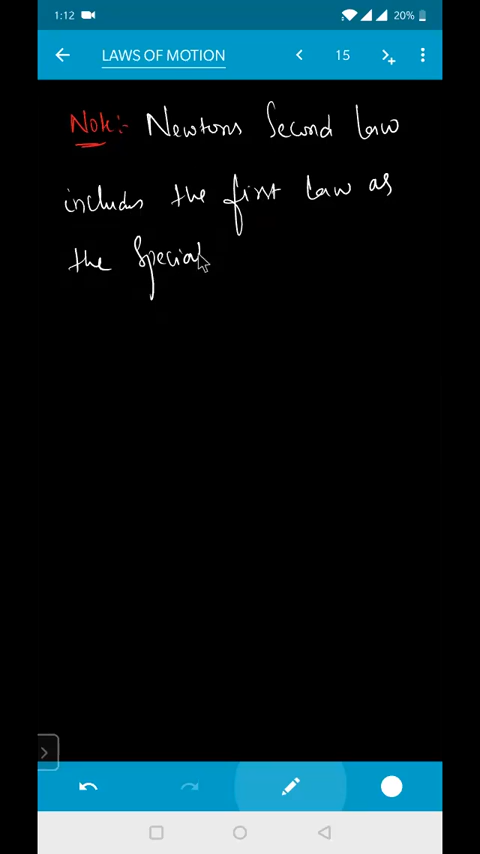 1:12
20%
LAWS OF MOTION
15
Note:- Newtons Second law
includes the first law as
the Special